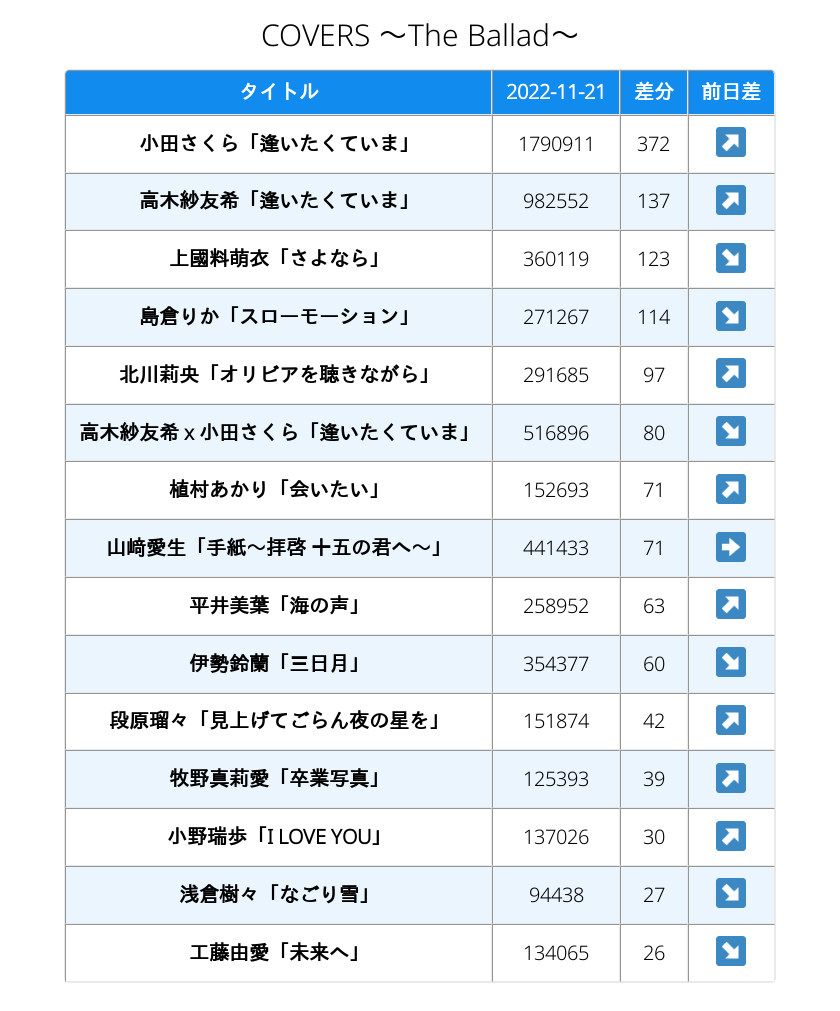 COVERS ～The Ballad～
タイトル 2022-11-21 差分 前日差
小田さくら「逢いたくていま」 1790911 372 ↗
高木紗友希「逢いたくていま」 982552 137 ↗
上國料萌衣「さよなら」 360119 123 ↘
島倉りか「スローモーション」 271267 114 ↘
北川莉央「オリビアを聴きながら」 291685 97 ↗
高木紗友希 x 小田さくら「逢いたくていま」 516896 80 ↘
植村あかり「会いたい」 152693 71 ↗
山﨑愛生「手紙～拝啓 十五の君へ～」 441433 71 ➡
平井美葉「海の声」 258952 63 ↗
伊勢鈴蘭「三日月」 354377 60 ↘
段原瑠々「見上げてごらん夜の星を」 151874 42 ↗
牧野真莉愛「卒業写真」 125393 39 ↗
小野瑞歩「I LOVE YOU」 137026 30 ↗
浅倉樹々「なごり雪」 94438 27 ↘
工藤由愛「未来へ」 134065 26 ↘